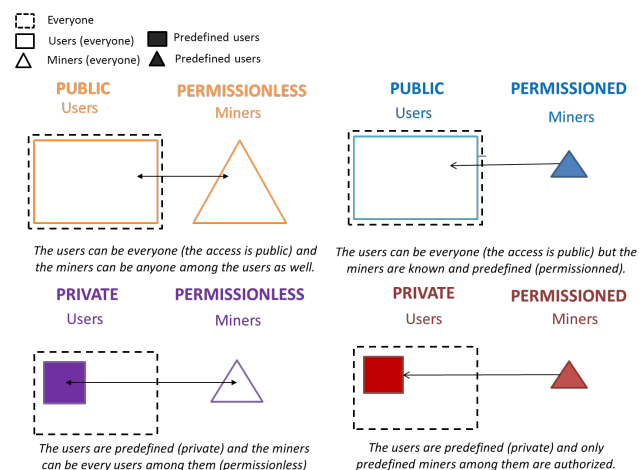 Everyone
Users (everyone)
Predefined users
Miners (everyone)
Predefined users
PUBLIC
Users
PERMISSIONLESS
Miners
PUBLIC
Users
PERMISSIONED
Miners
The users can be everyone (the access is public) and
the miners can be anyone among the users as well.
The users can be everyone (the access is public) but the
miners are known and predefined (permissionned).
PRIVATE
Users
PERMISSIONLESS
Miners
PRIVATE
Users
PERMISSIONED
Miners
The users are predefined (private) and the miners
can be every users among them (permissionless)
The users are predefined (private) and only
predefined miners among them are authorized.